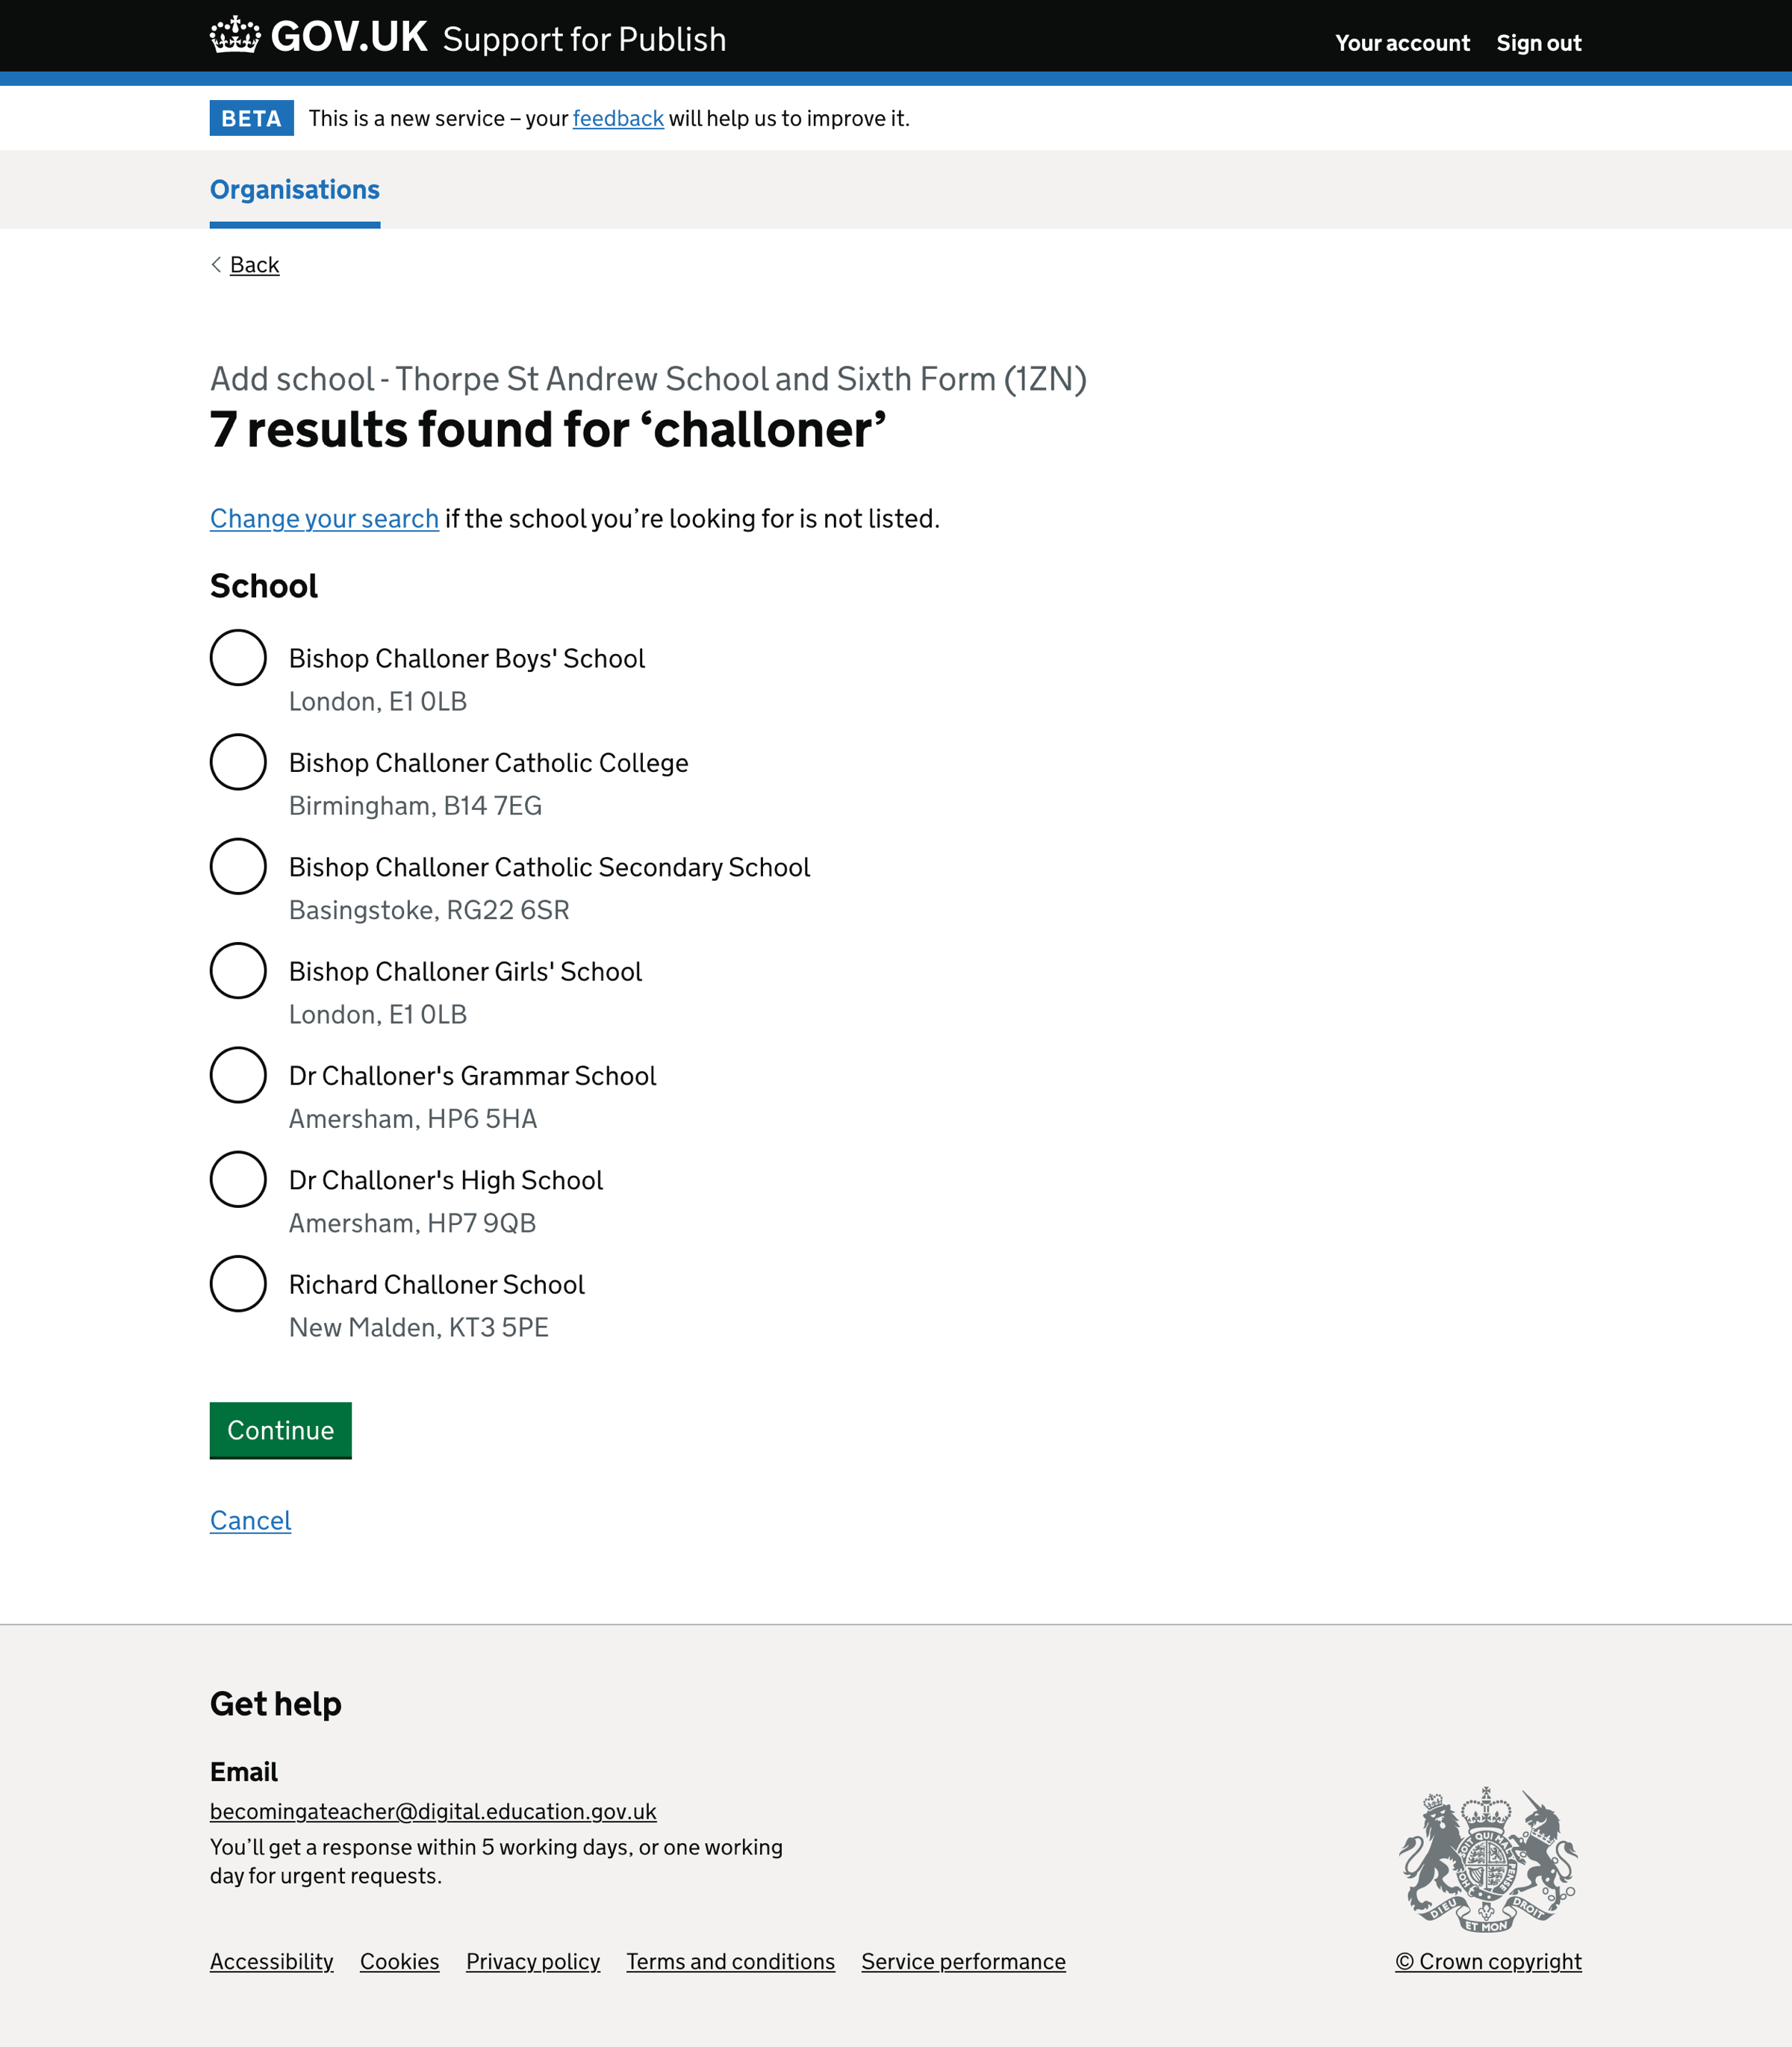 GOV.UK Support for Publish
Your account Sign out
BETA This is a new service – your feedback will help us to improve it.
Organisations
Back
Add school - Thorpe St Andrew School and Sixth Form (1ZN)
7 results found for ‘challoner’
Change your search if the school you’re looking for is not listed.
School
Bishop Challoner Boys' School
London, E1 0LB
Bishop Challoner Catholic College
Birmingham, B14 7EG
Bishop Challoner Catholic Secondary School
Basingstoke, RG22 6SR
Bishop Challoner Girls' School
London, E1 0LB
Dr Challoner's Grammar School
Amersham, HP6 5HA
Dr Challoner's High School
Amersham, HP7 9QB
Richard Challoner School
New Malden, KT3 5PE
Continue
Cancel
Get help
Email
becomingateacher@digital.education.gov.uk
You’ll get a response within 5 working days, or one working
day for urgent requests.
DIEU ET MON DROIT
Accessibility Cookies Privacy policy Terms and conditions Service performance
© Crown copyright